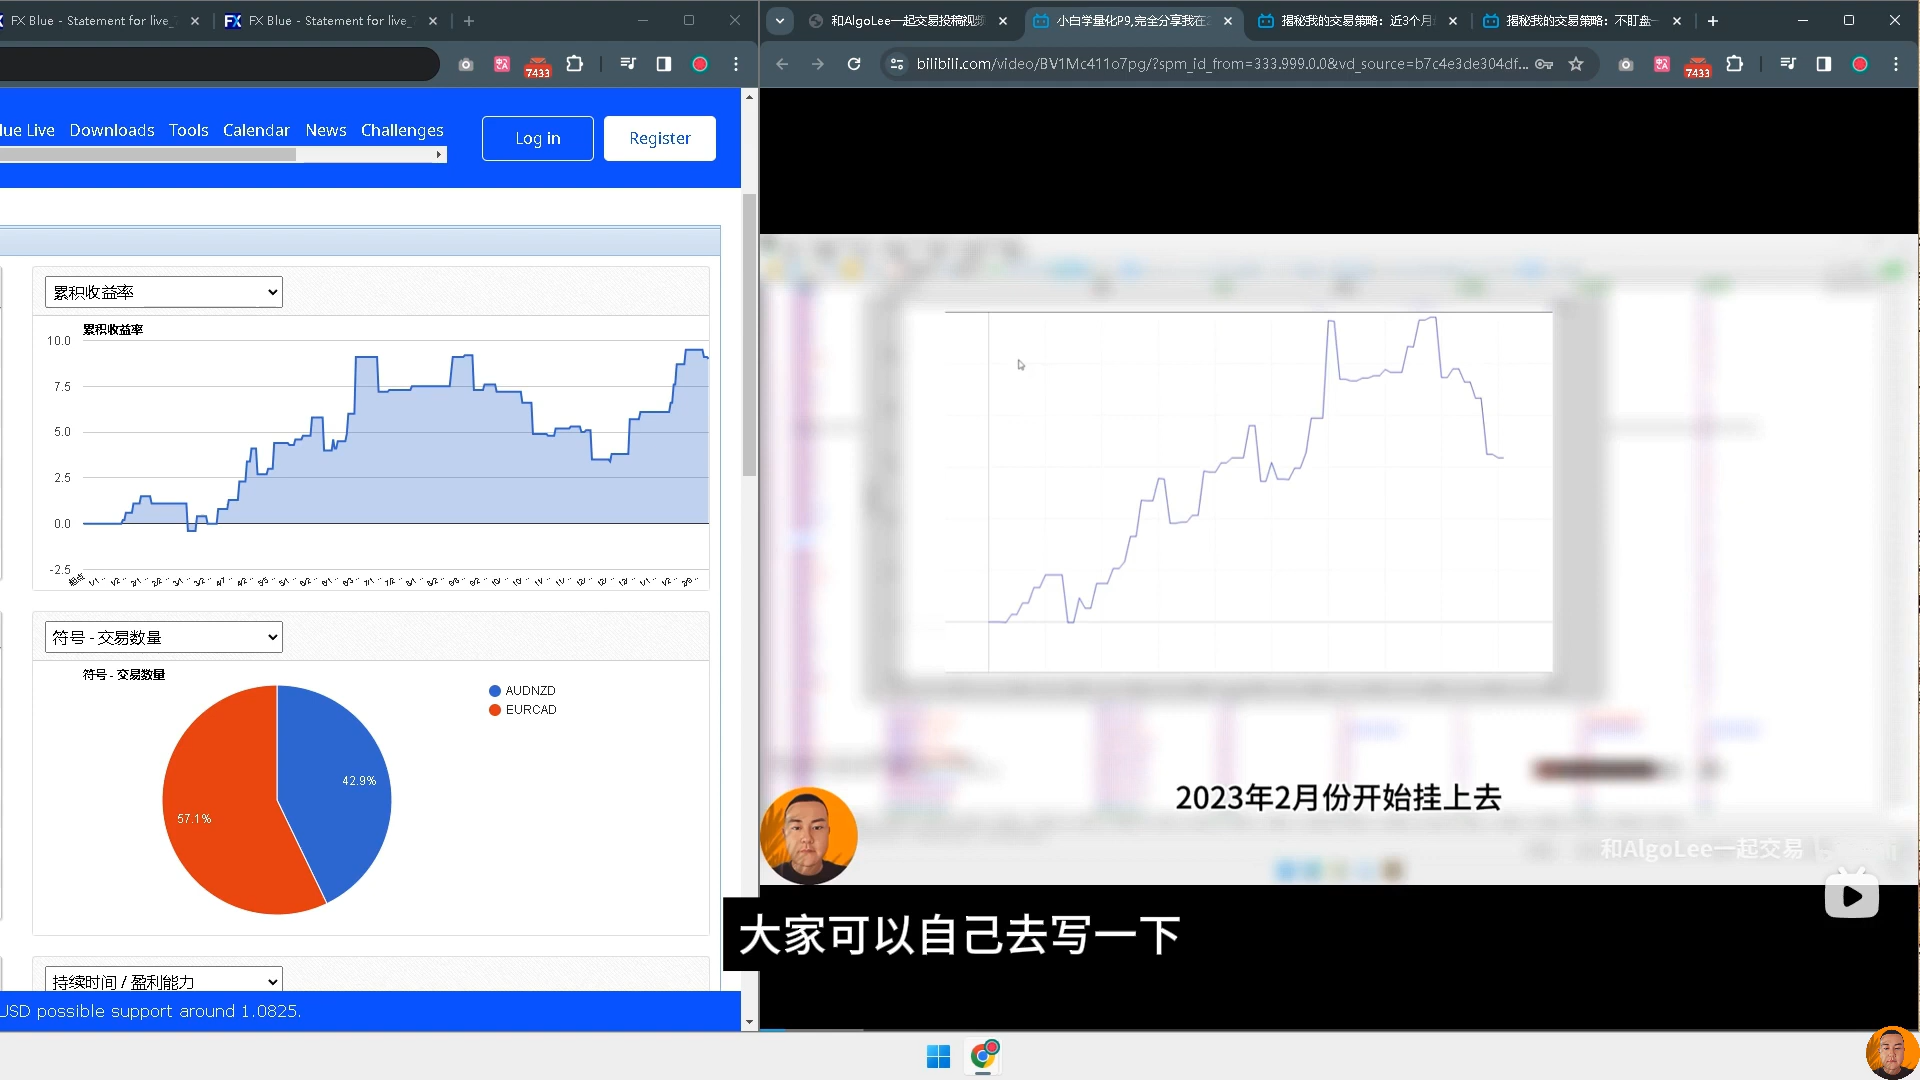 FX Blue - Statement for live_
FX Blue - Statement for live_
7433
lue Live
Downloads
Tools
Calendar
News
Challenges
Log in
Register
累积收益率
累积收益率
10.0
7.5
5.0
2.5
0.0
-2.5
符号 - 交易数量
符号 - 交易数量
AUDNZD
EURCAD
42.9%
57.1%
持续时间 / 盈利能力
USD possible support around 1.0825.
和AlgoLee一起交易投稿视频
小白学量化P9,完全分享我在2
揭秘我的交易策略：近3个月
揭秘我的交易策略：不盯盘一
bilibili.com/video/BV1Mc411o7pg/?spm_id_from=333.999.0.0&vd_source=b7c4e3de304df...
7433
2023年2月份开始挂上去
和AlgoLee一起交易
大家可以自己去写一下